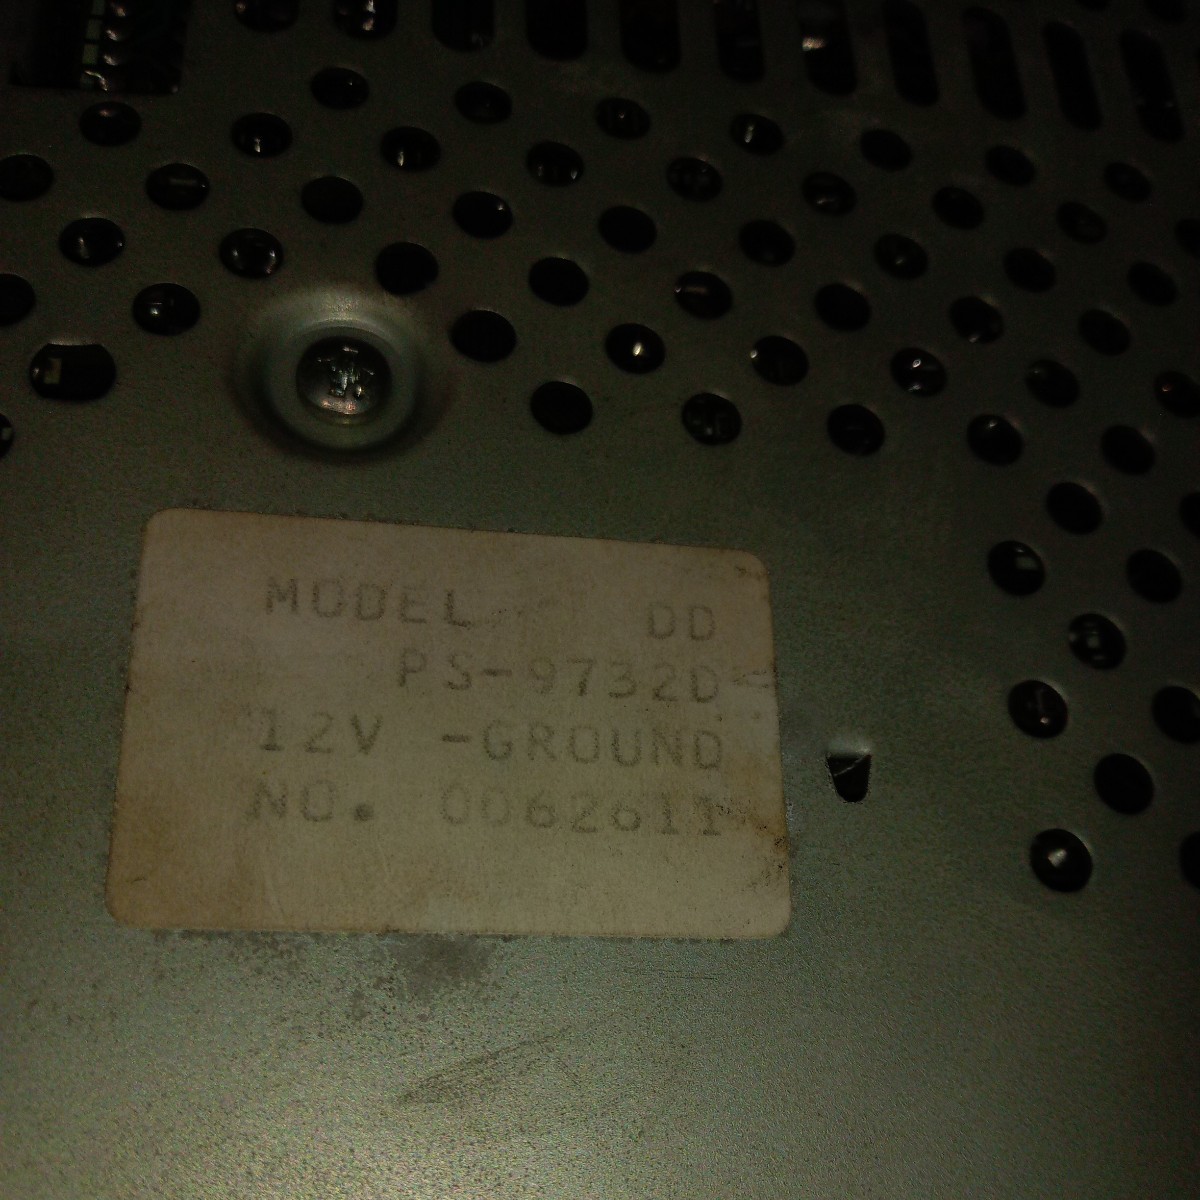 MODEL DD
PS-9732D
12V -GROUND
NO. 0062611